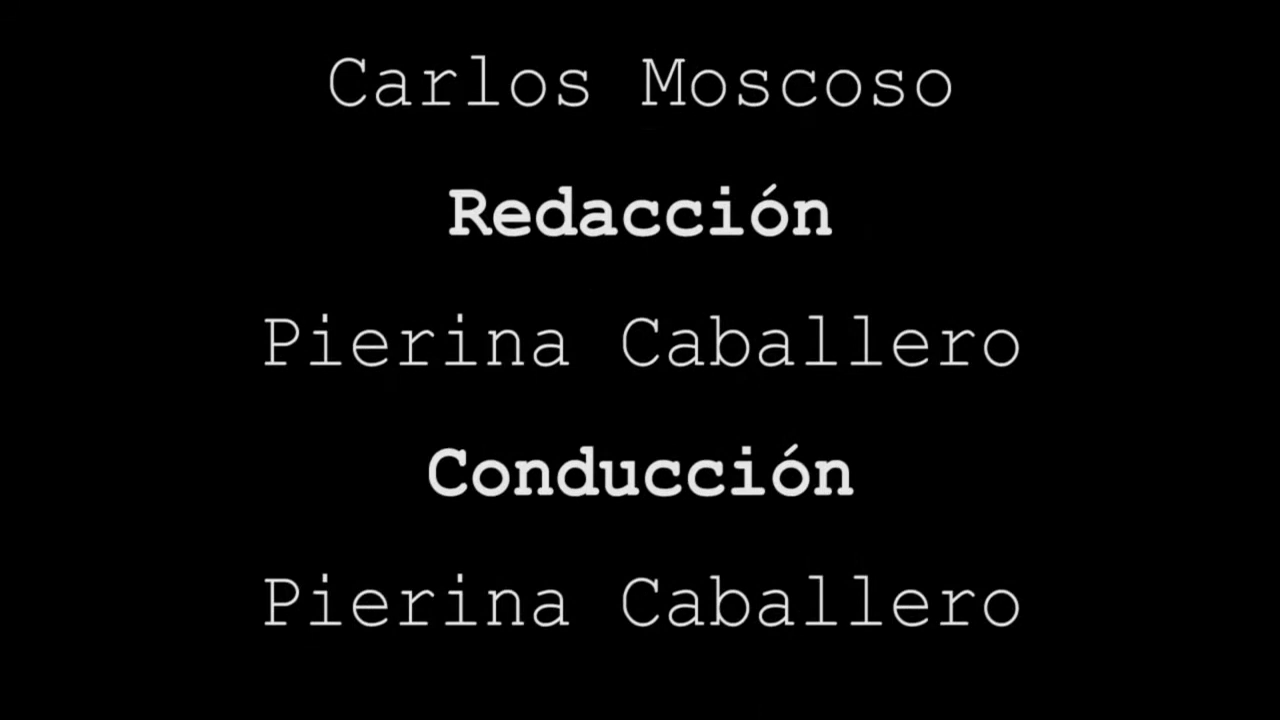 Carlos Moscoso
Redacción
Pierina Caballero
Conducción
Pierina Caballero